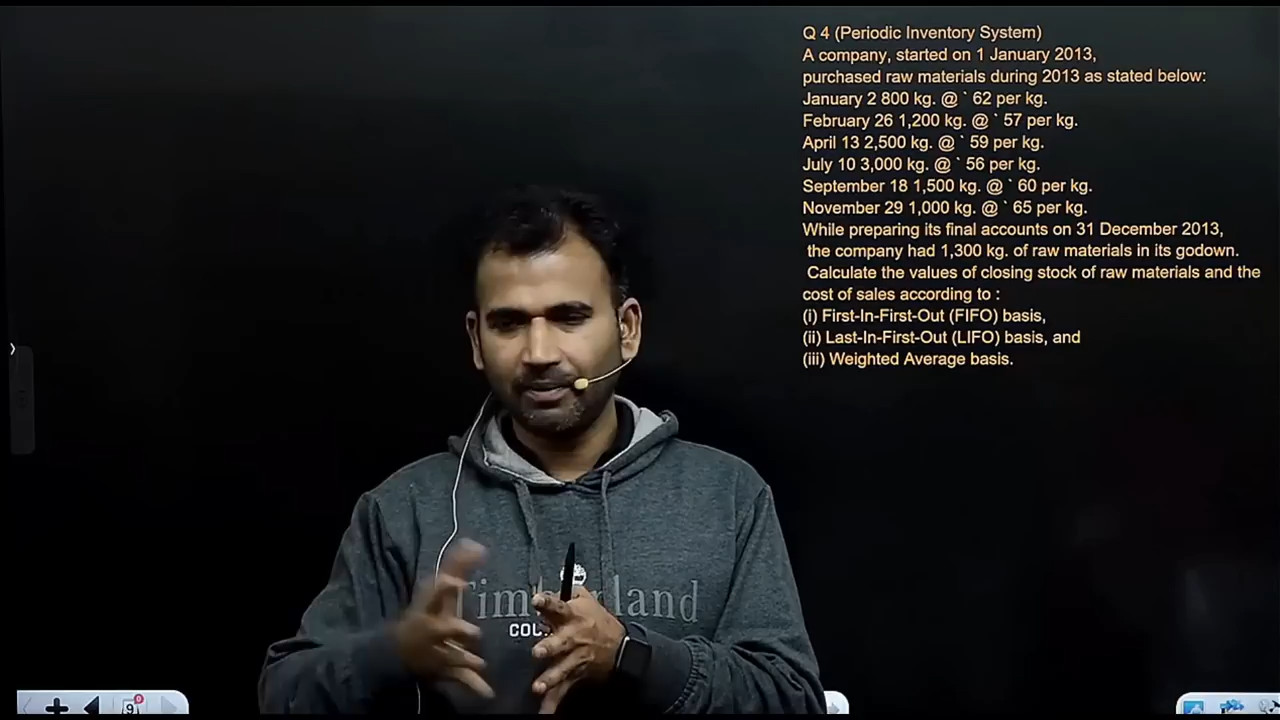 Q 4 (Periodic Inventory System)
A company, started on 1 January 2013,
purchased raw materials during 2013 as stated below:
January 2 800 kg. @ ` 62 per kg.
February 26 1,200 kg. @ ` 57 per kg.
April 13 2,500 kg. @ ` 59 per kg.
July 10 3,000 kg. @ ` 56 per kg.
September 18 1,500 kg. @ ` 60 per kg.
November 29 1,000 kg. @ ` 65 per kg.
While preparing its final accounts on 31 December 2013,
the company had 1,300 kg. of raw materials in its godown.
Calculate the values of closing stock of raw materials and the
cost of sales according to :
(i) First-In-First-Out (FIFO) basis,
(ii) Last-In-First-Out (LIFO) basis, and
(iii) Weighted Average basis.
Timberland